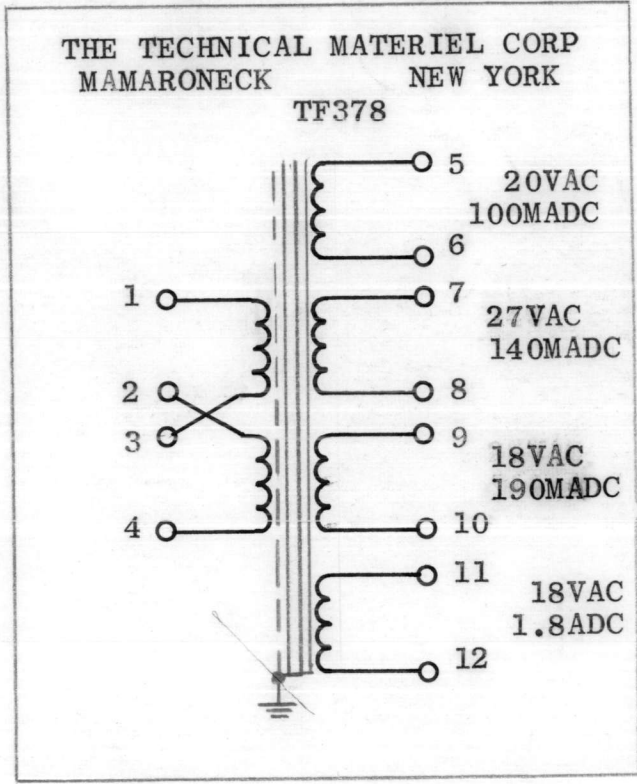 THE TECHNICAL MATERIEL CORP
MAMARONECK NEW YORK
TF378
5
20VAC
100MADC
6
1
7
27VAC
140MADC
2
8
3
9
18VAC
190MADC
4
10
11
18VAC
1.8ADC
12